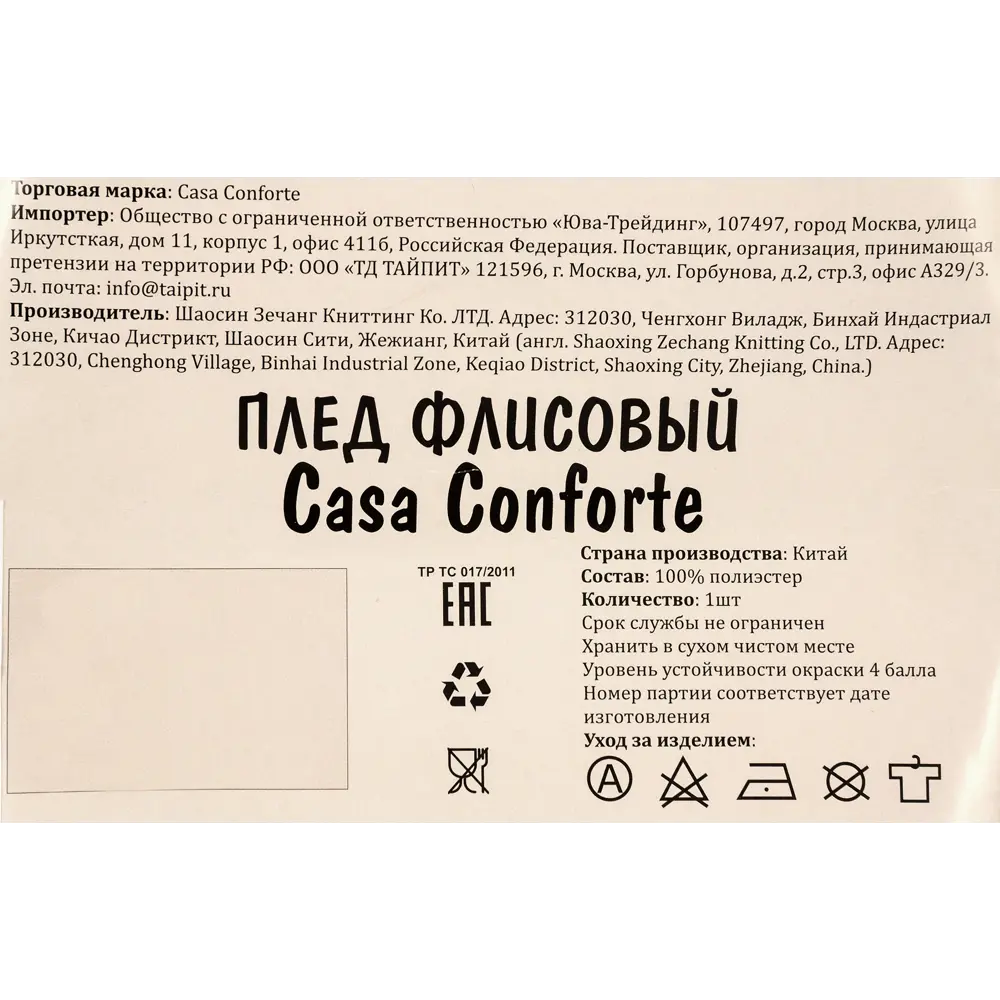 Торговая марка: Casa Conforte
Импортер: Общество с ограниченной ответственностью «Юва-Трейдинг», 107497, город Москва, улица
Иркутсткая, дом 11, корпус 1, офис 411б, Российская Федерация. Поставщик, организация, принимающая
претензии на территории РФ: ООО «ТД ТАЙПИТ» 121596, г. Москва, ул. Горбунова, д.2, стр.3, офис А329/3.
Эл. почта: info@taipit.ru
Производитель: Шаосин Зечанг Книттинг Ко. ЛТД. Адрес: 312030, Ченгхонг Виладж, Бинхай Индастриал
Зоне, Кичао Дистрикт, Шаосин Сити, Жежианг, Китай (англ. Shaoxing Zechang Knitting Co., LTD. Адрес:
312030, Chenghong Village, Binhai Industrial Zone, Keqiao District, Shaoxing City, Zhejiang, China.)
ПЛЕД ФЛИСОВЫЙ
Casa Conforte
ТР ТС 017/2011
EAC
Страна производства: Китай
Состав: 100% полиэстер
Количество: 1шт
Срок службы не ограничен
Хранить в сухом чистом месте
Уровень устойчивости окраски 4 балла
Номер партии соответствует дате
изготовления
Уход за изделием:
A